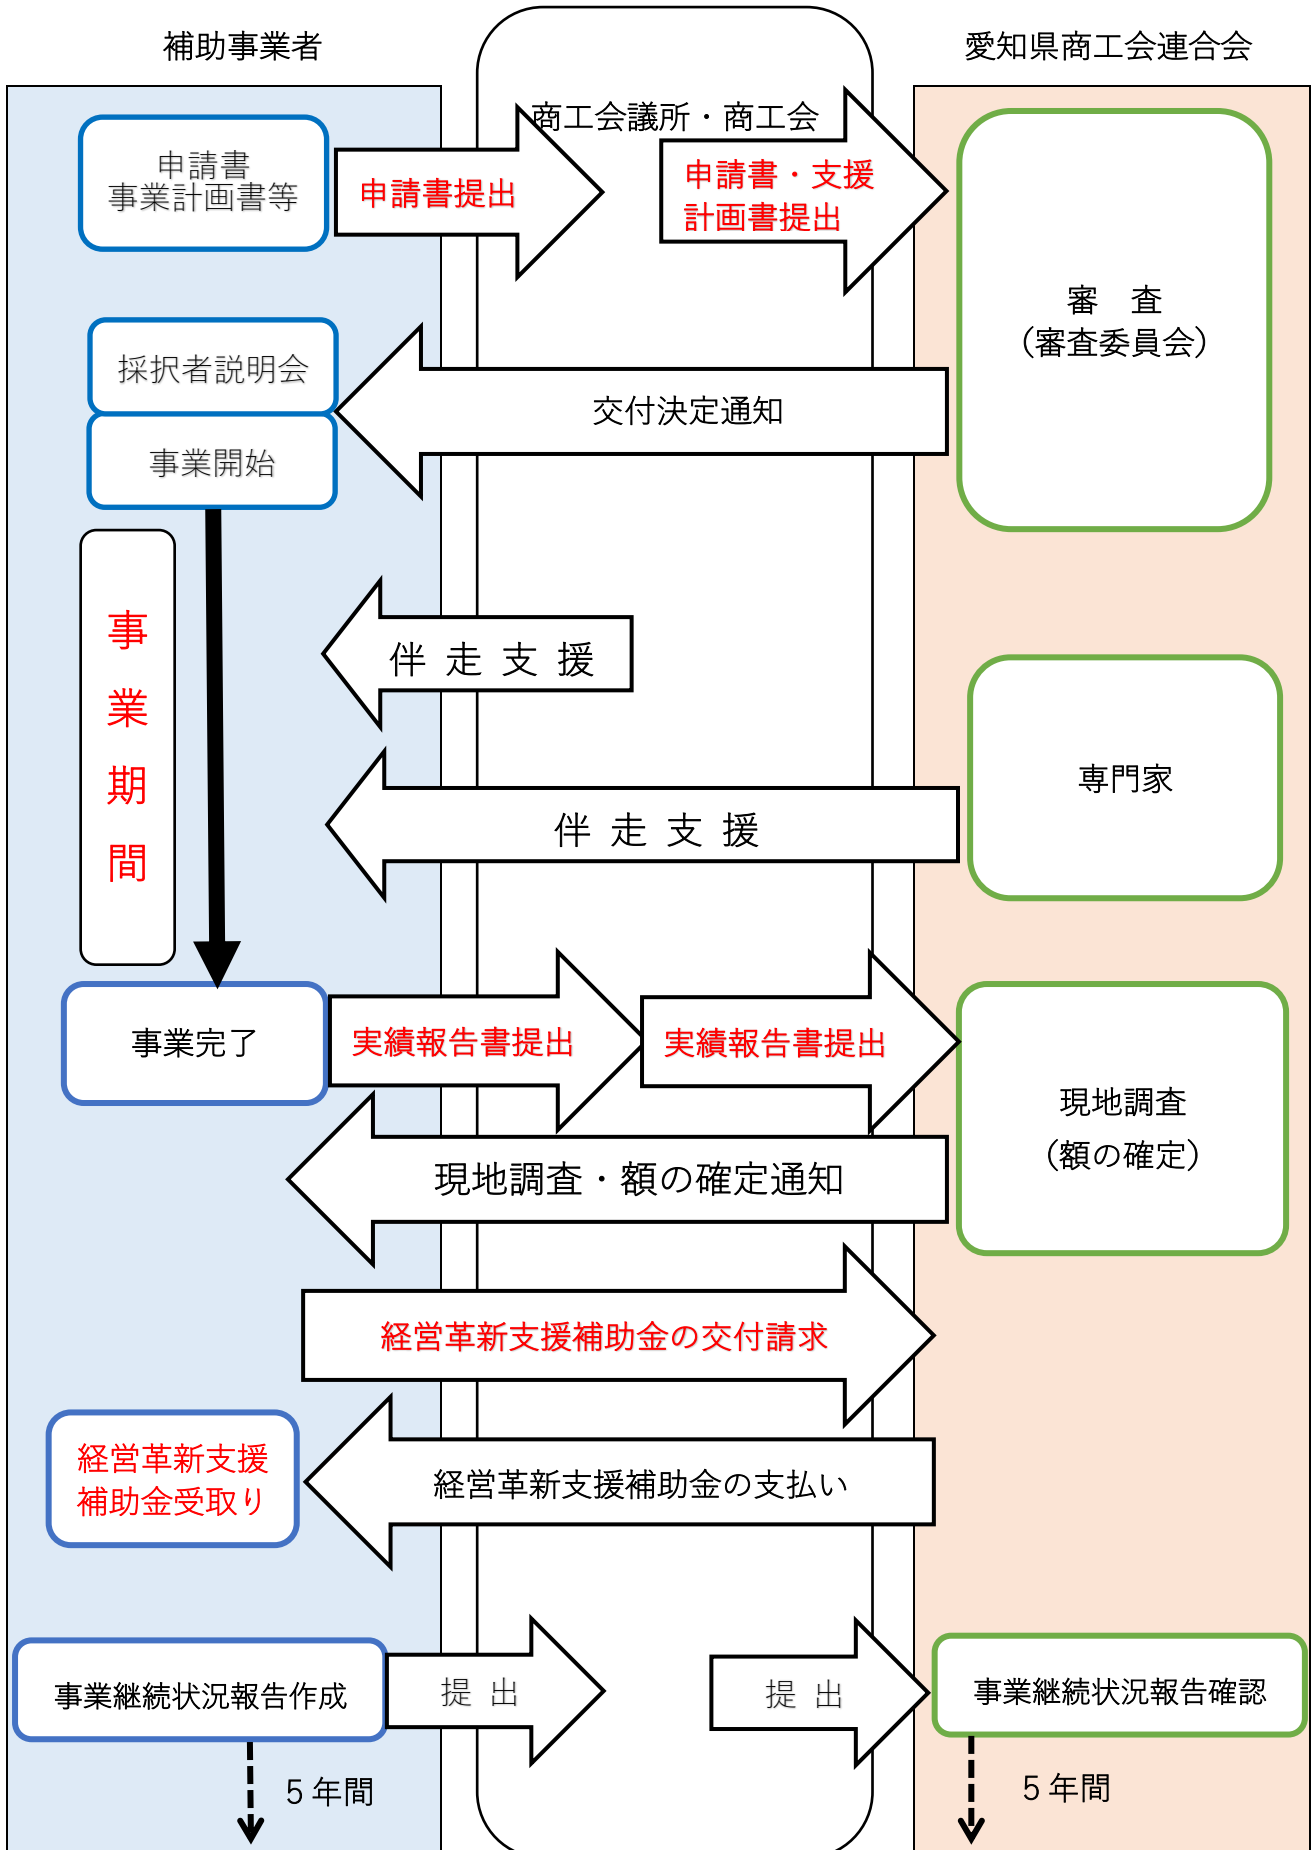 補助事業者
愛知県商工会連合会
商工会議所・商工会
申請書
事業計画書等
申請書提出
申請書・支援
計画書提出
審　査
（審査委員会）
採択者説明会
交付決定通知
事業開始
事
業
期
間
伴 走 支 援
専門家
伴 走 支 援
事業完了
実績報告書提出
実績報告書提出
現地調査
（額の確定）
現地調査・額の確定通知
経営革新支援補助金の交付請求
経営革新支援
補助金受取り
経営革新支援補助金の支払い
事業継続状況報告作成
提 出
提 出
事業継続状況報告確認
５年間
５年間